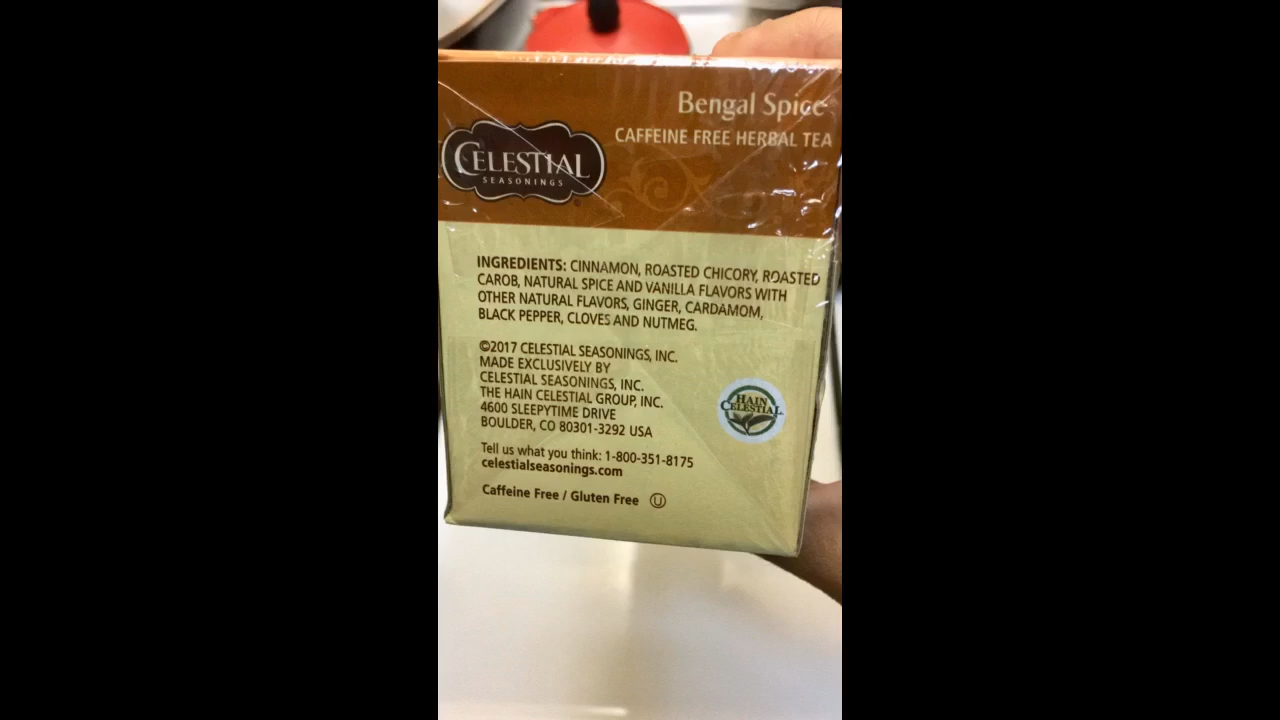 Bengal Spice
CAFFEINE FREE HERBAL TEA
CELESTIAL
SEASONINGS
INGREDIENTS: CINNAMON, ROASTED CHICORY, ROASTED
CAROB, NATURAL SPICE AND VANILLA FLAVORS WITH
OTHER NATURAL FLAVORS, GINGER, CARDAMOM,
BLACK PEPPER, CLOVES AND NUTMEG.
©2017 CELESTIAL SEASONINGS, INC.
MADE EXCLUSIVELY BY
CELESTIAL SEASONINGS, INC.
THE HAIN CELESTIAL GROUP, INC.
4600 SLEEPYTIME DRIVE
BOULDER, CO 80301-3292 USA
HAIN
CELESTIAL
Tell us what you think: 1-800-351-8175
celestialseasonings.com
Caffeine Free / Gluten Free Ⓤ